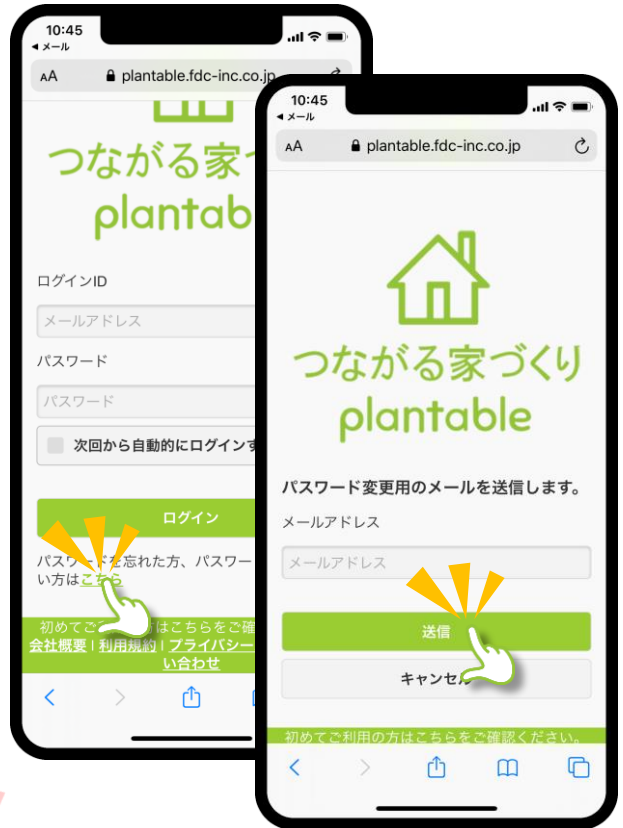 10:45
◀ メール
AA plantable.fdc-inc.co.jp
つながる家
plantab
ログインID
メールアドレス
パスワード
パスワード
次回から自動的にログインす
ログイン
パスワードを忘れた方、パスワー
い方はこちら
初めてご はこちらをご確
会社概要 | 利用規約 | プライバシー
い合わせ
10:45
◀ メール
AA plantable.fdc-inc.co.jp
つながる家づくり
plantable
パスワード変更用のメールを送信します。
メールアドレス
メールアドレス
送信
キャンセル
初めてご利用の方はこちらをご確認ください。